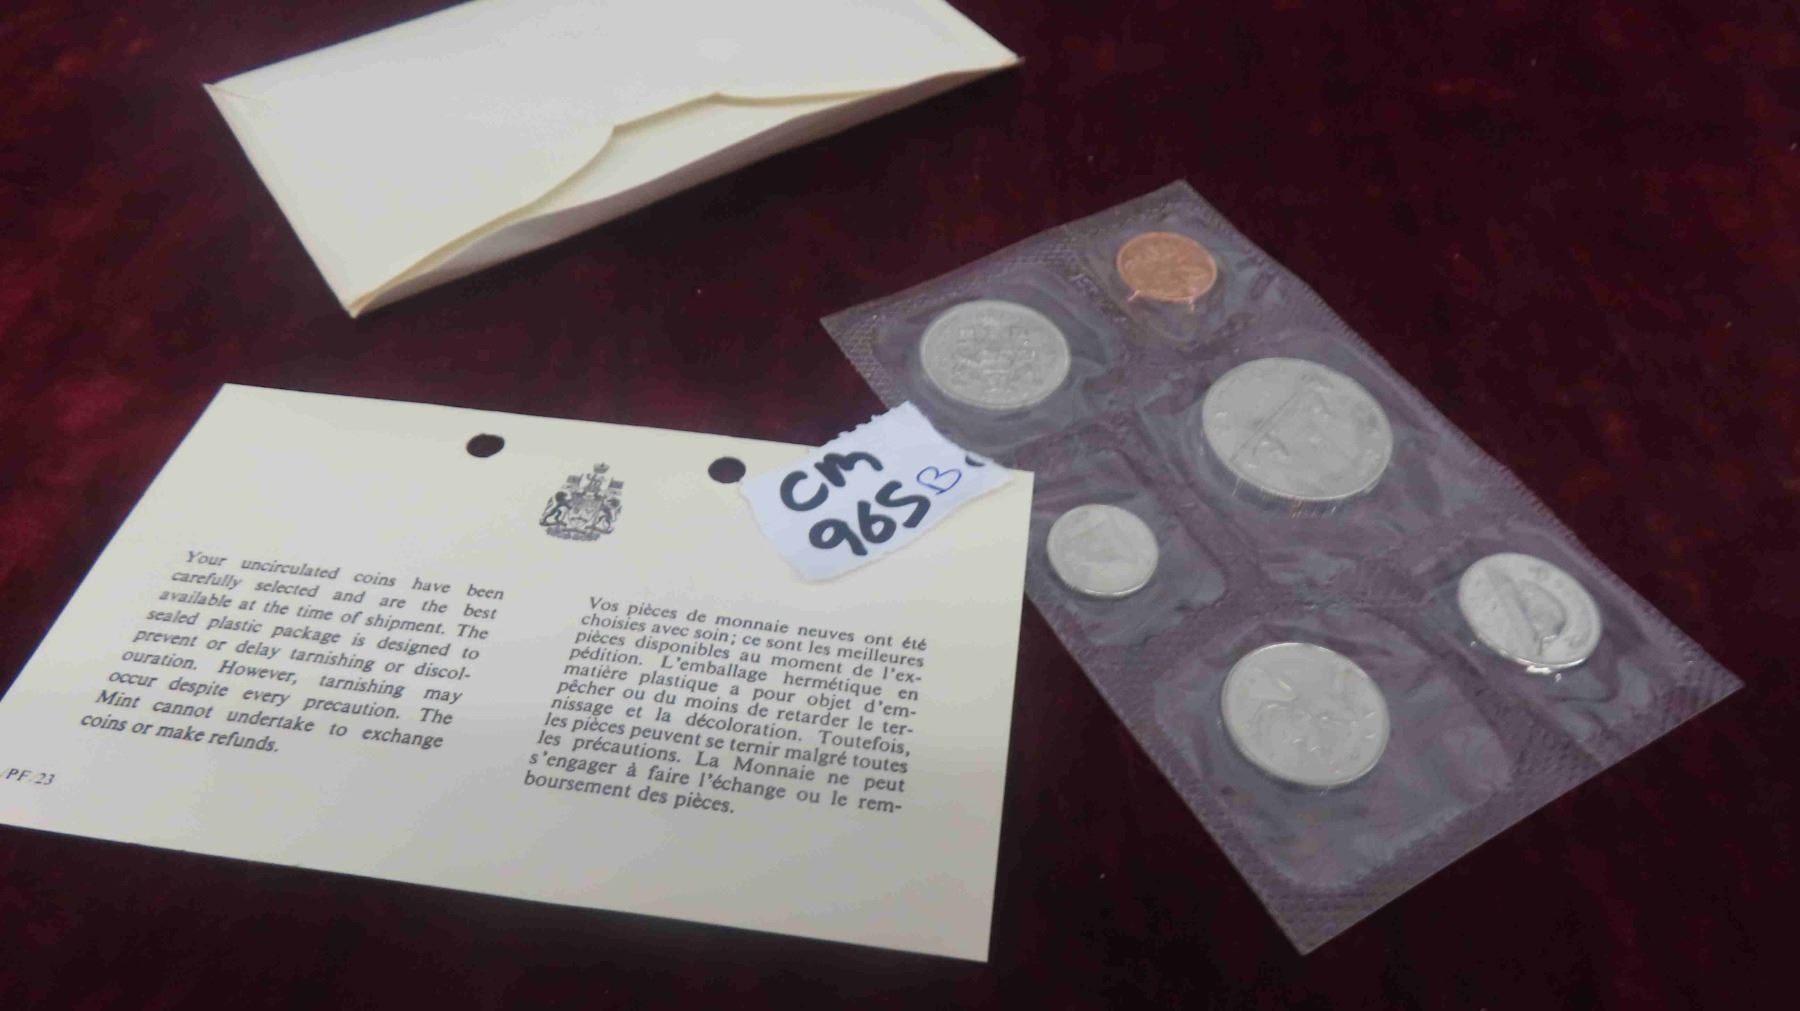 CM
965 B
Your uncirculated coins have been
carefully selected and are the best
available at the time of shipment. The
sealed plastic package is designed to
prevent or delay tarnishing or discol-
ouration. However, tarnishing may
occur despite every precaution. The
Mint cannot undertake to exchange
coins or make refunds.
/PF/23
Vos pièces de monnaie neuves ont été
choisies avec soin; ce sont les meilleures
pièces disponibles au moment de l'ex-
pédition. L'emballage hermétique en
matière plastique a pour objet d'em-
pêcher ou du moins de retarder le ter-
nissage et la décoloration. Toutefois,
les pièces peuvent se ternir malgré toutes
les précautions. La Monnaie ne peut
s'engager à faire l'échange ou le rem-
boursement des pièces.